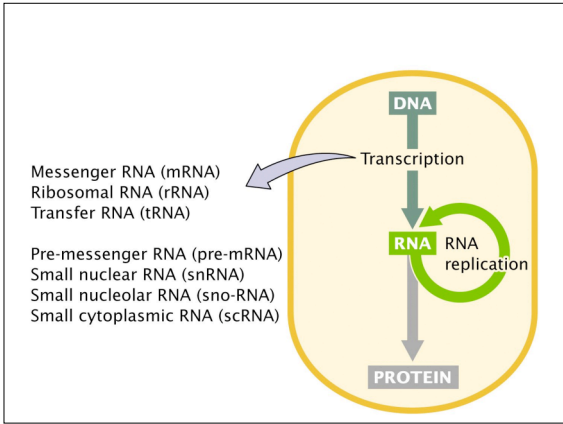 DNA
Transcription
Messenger RNA (mRNA)
Ribosomal RNA (rRNA)
Transfer RNA (tRNA)
Pre-messenger RNA (pre-mRNA)
Small nuclear RNA (snRNA)
Small nucleolar RNA (sno-RNA)
Small cytoplasmic RNA (scRNA)
RNA
RNA
replication
PROTEIN